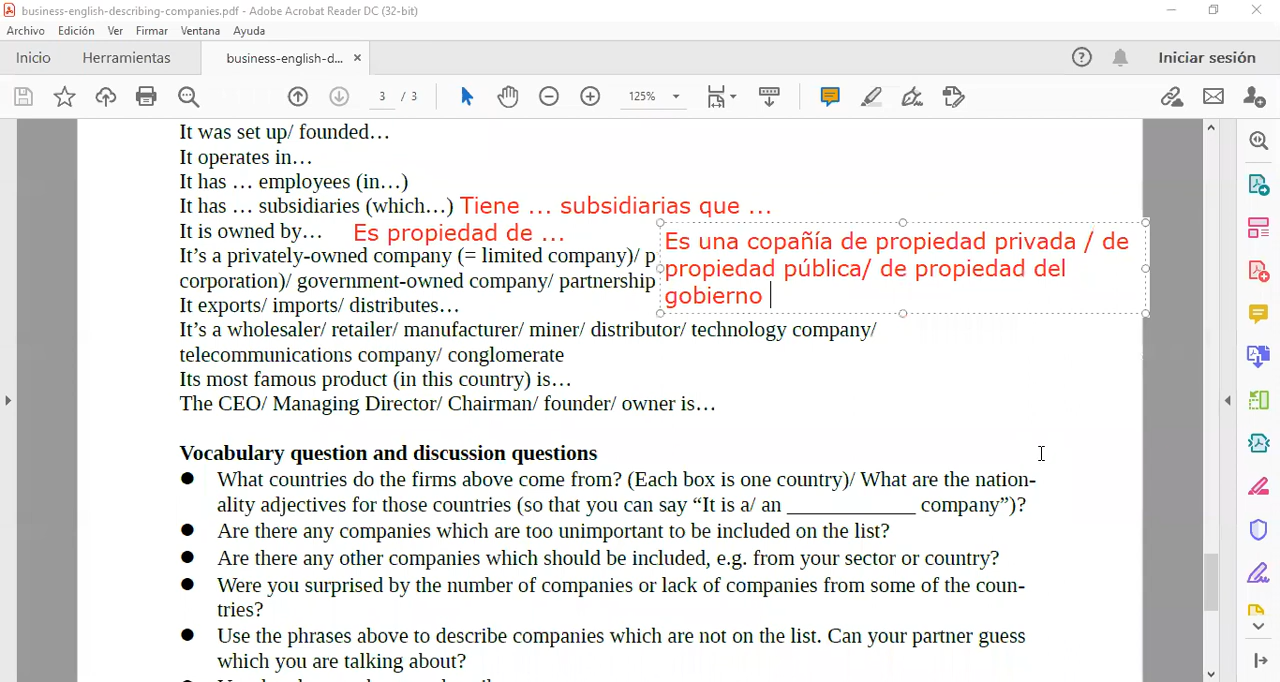 business-english-describing-companies.pdf - Adobe Acrobat Reader DC (32-bit)
Archivo Edición Ver Firmar Ventana Ayuda
Inicio Herramientas business-english-d... × Iniciar sesión
3 / 3 125%
It was set up/ founded…
It operates in…
It has … employees (in…)
It has … subsidiaries (which…) Tiene ... subsidiarias que ...
It is owned by… Es propiedad de ...
Es una copañía de propiedad privada / de
propiedad pública/ de propiedad del
gobierno
It’s a privately-owned company (= limited company)/ p
corporation)/ government-owned company/ partnership
It exports/ imports/ distributes…
It’s a wholesaler/ retailer/ manufacturer/ miner/ distributor/ technology company/
telecommunications company/ conglomerate
Its most famous product (in this country) is…
The CEO/ Managing Director/ Chairman/ founder/ owner is…
Vocabulary question and discussion questions
● What countries do the firms above come from? (Each box is one country)/ What are the nation-
ality adjectives for those countries (so that you can say “It is a/ an ____________ company”)?
● Are there any companies which are too unimportant to be included on the list?
● Are there any other companies which should be included, e.g. from your sector or country?
● Were you surprised by the number of companies or lack of companies from some of the coun-
tries?
● Use the phrases above to describe companies which are not on the list. Can your partner guess
which you are talking about?